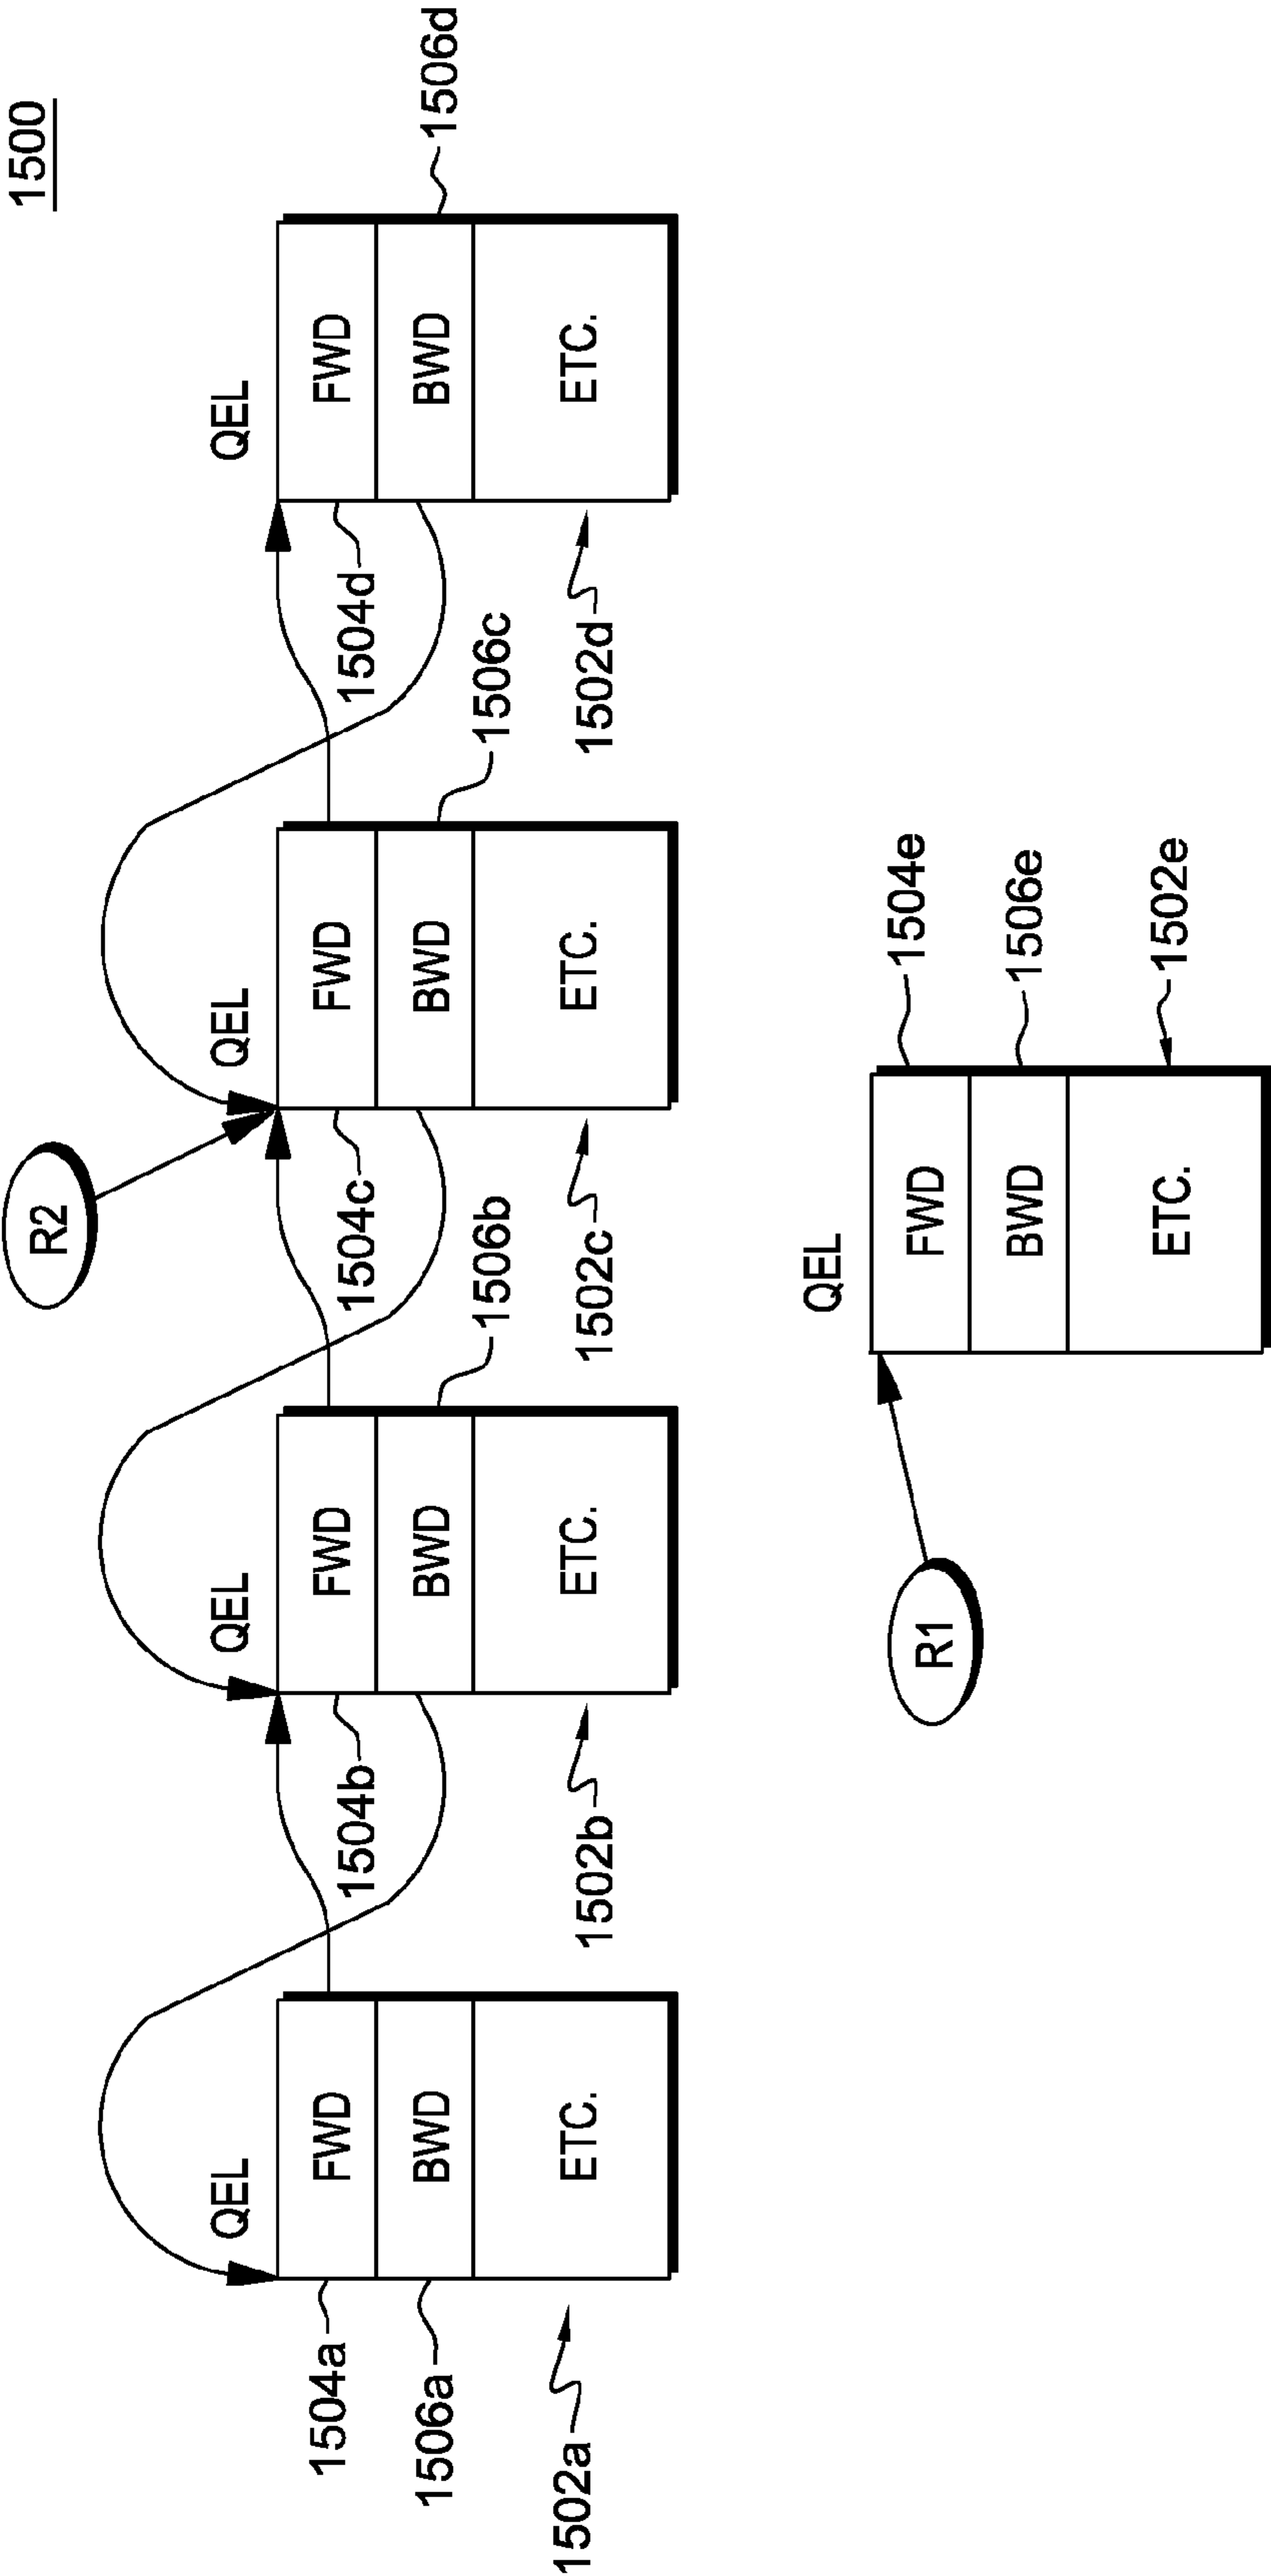 1500
R2
QEL
QEL
QEL
QEL
1504a
FWD
1504b
FWD
1504c
FWD
1504d
FWD
1506a
BWD
BWD
1506b
BWD
1506c
BWD
1506d
1502a
ETC.
1502b
ETC.
1502c
ETC.
1502d
ETC.
QEL
R1
FWD
1504e
BWD
1506e
ETC.
1502e